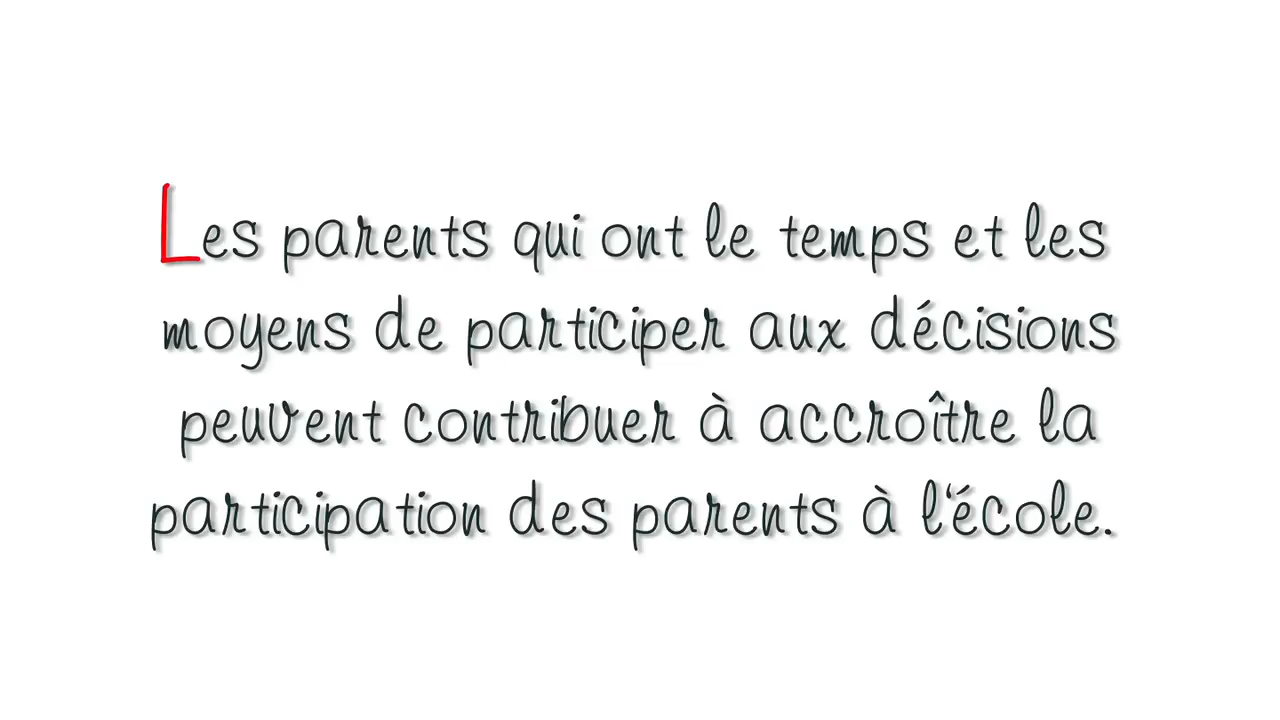 Les parents qui ont le temps et les
moyens de participer aux décisions
peuvent contribuer à accroître la
participation des parents à l‘école.